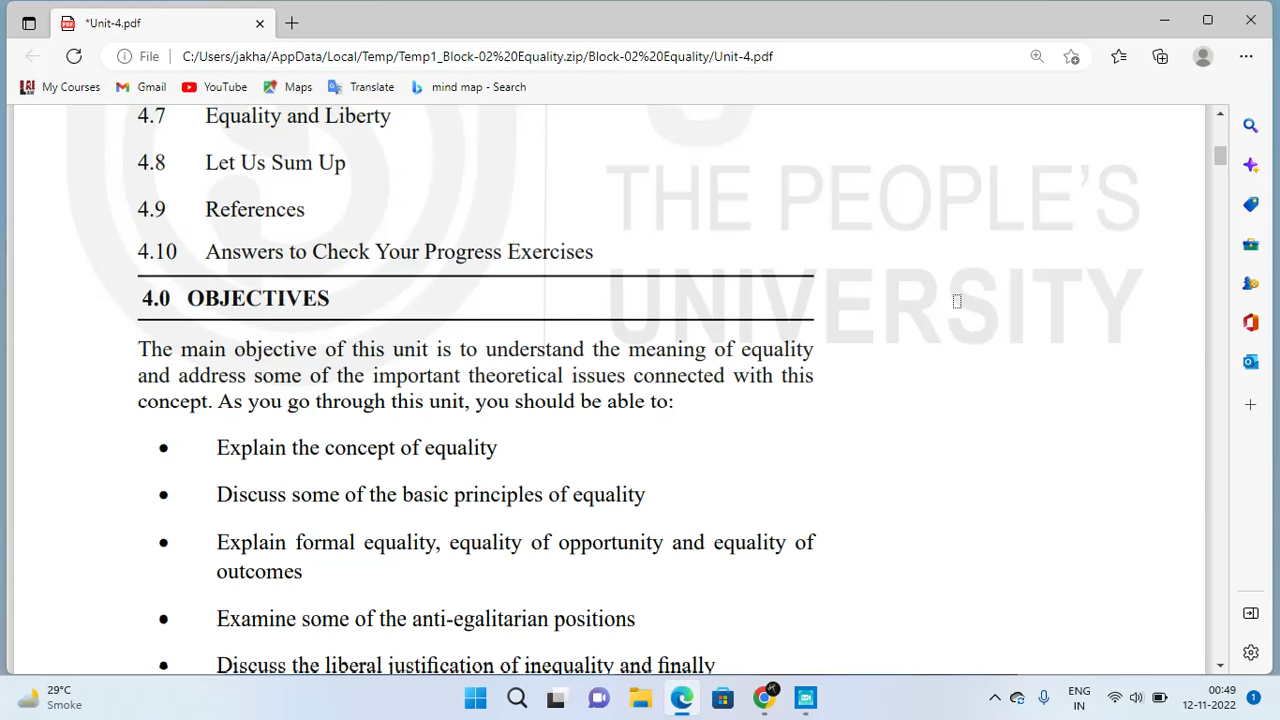 *Unit-4.pdf
File C:/Users/jakha/AppData/Local/Temp/Temp1_Block-02%20Equality.zip/Block-02%20Equality/Unit-4.pdf
My Courses Gmail YouTube Maps Translate mind map - Search
4.7 Equality and Liberty
4.8 Let Us Sum Up
4.9 References
4.10 Answers to Check Your Progress Exercises
THE PEOPLE'S
UNIVERSITY
4.0 OBJECTIVES
The main objective of this unit is to understand the meaning of equality
and address some of the important theoretical issues connected with this
concept. As you go through this unit, you should be able to:
• Explain the concept of equality
• Discuss some of the basic principles of equality
• Explain formal equality, equality of opportunity and equality of
outcomes
• Examine some of the anti-egalitarian positions
• Discuss the liberal justification of inequality and finally
29°C
Smoke
ENG
IN
00:49
12-11-2022
1